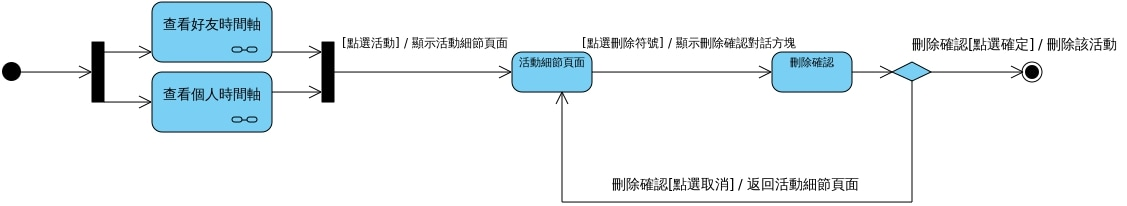 查看好友時間軸
查看個人時間軸
[點選活動] / 顯示活動細節頁面
活動細節頁面
[點選刪除符號] / 顯示刪除確認對話方塊
刪除確認
刪除確認[點選確定] / 刪除該活動
刪除確認[點選取消] / 返回活動細節頁面